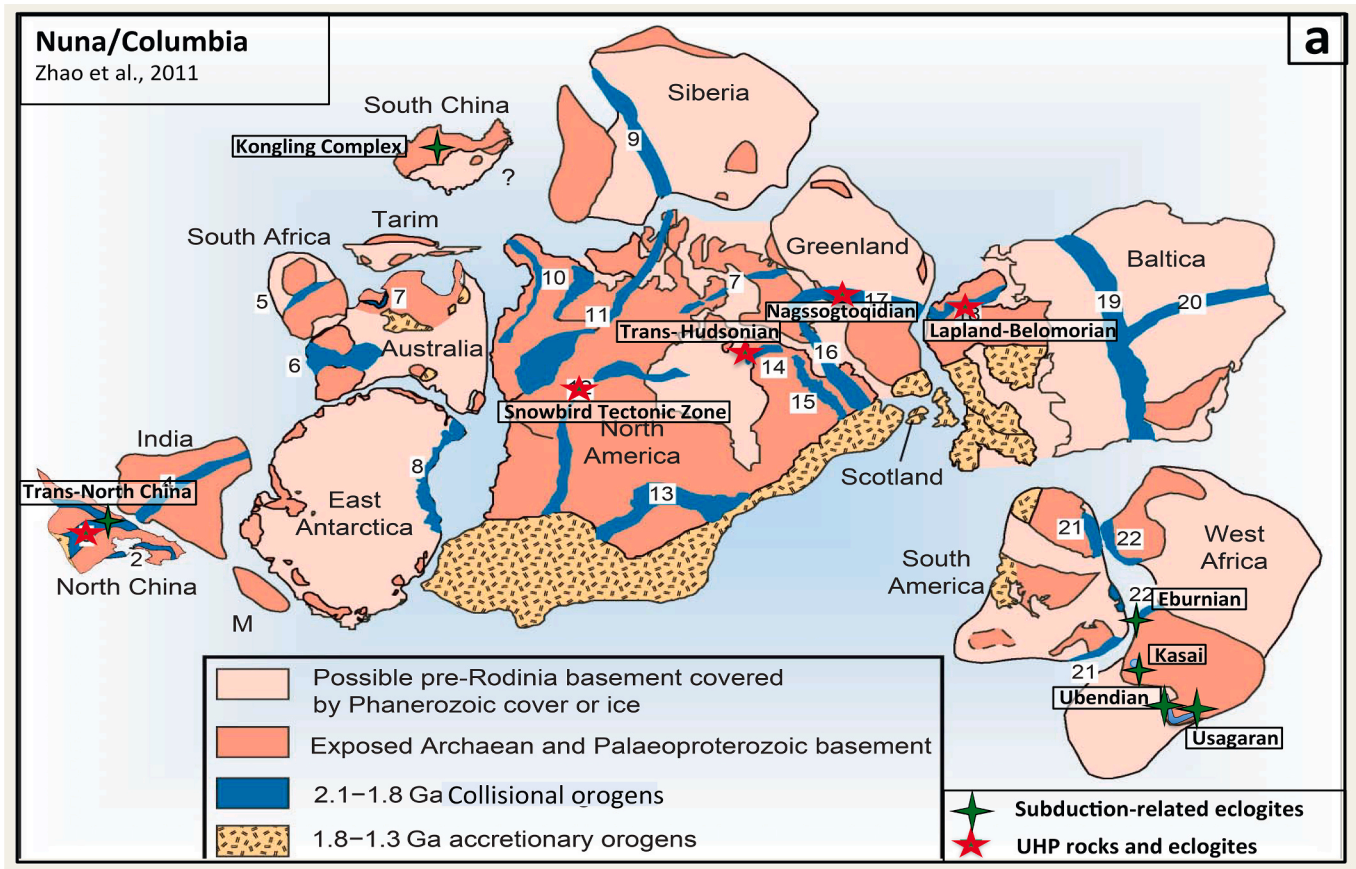 Nuna/Columbia
Zhao et al., 2011
a
South China
Kongling Complex
?
Siberia
9
Tarim
South Africa
5
7
6
Australia
Greenland
Baltica
10
11
7
17
19
20
Nagssogtoqidian
Lapland-Belomorian
Trans-Hudsonian
14
16
15
Snowbird Tectonic Zone
North
America
Scotland
13
India
4
Trans-North China
2
North China
8
East
Antarctica
M
21
22
West
Africa
South
America
22
Eburnian
Kasai
21
Ubendian
Usagaran
Possible pre-Rodinia basement covered
by Phanerozoic cover or ice
Exposed Archaean and Palaeoproterozoic basement
2.1–1.8 Ga Collisional orogens
1.8–1.3 Ga accretionary orogens
Subduction-related eclogites
UHP rocks and eclogites